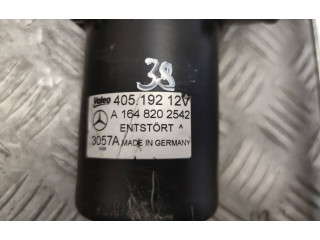 38
Valeo 405.192 12V
A 164 820 2542
ENTSTÖRT ^
3057A MADE IN GERMANY